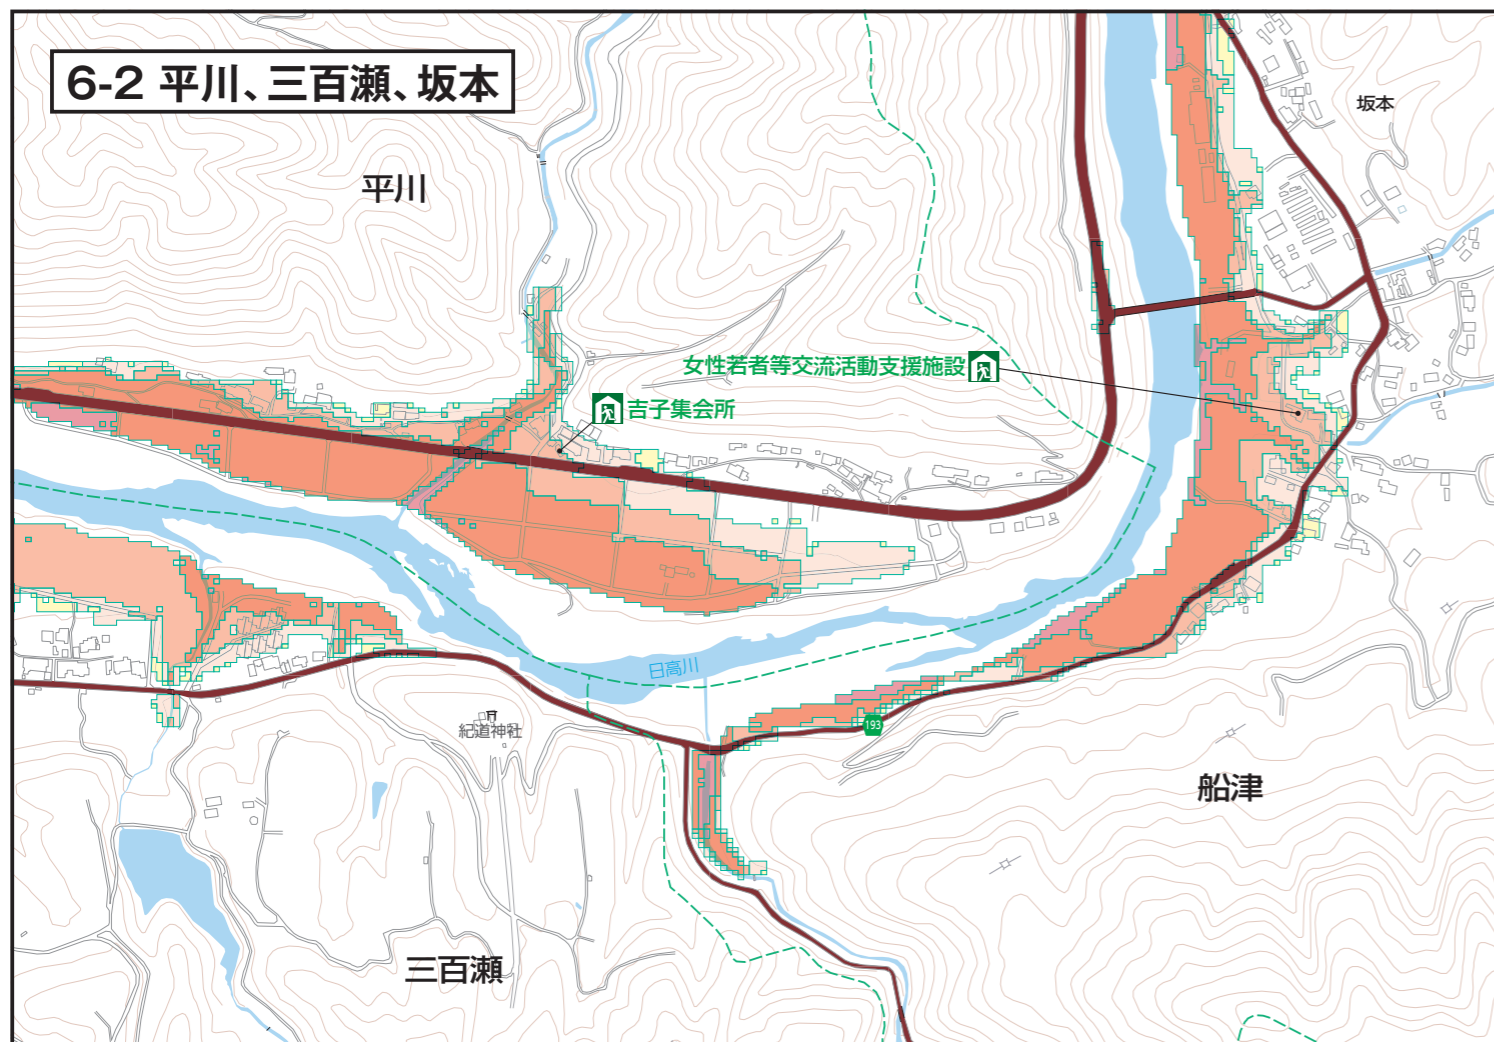 6-2 平川、三百瀬、坂本
坂本
平川
女性若者等交流活動支援施設
吉子集会所
日高川
紀道神社
193
船津
三百瀬